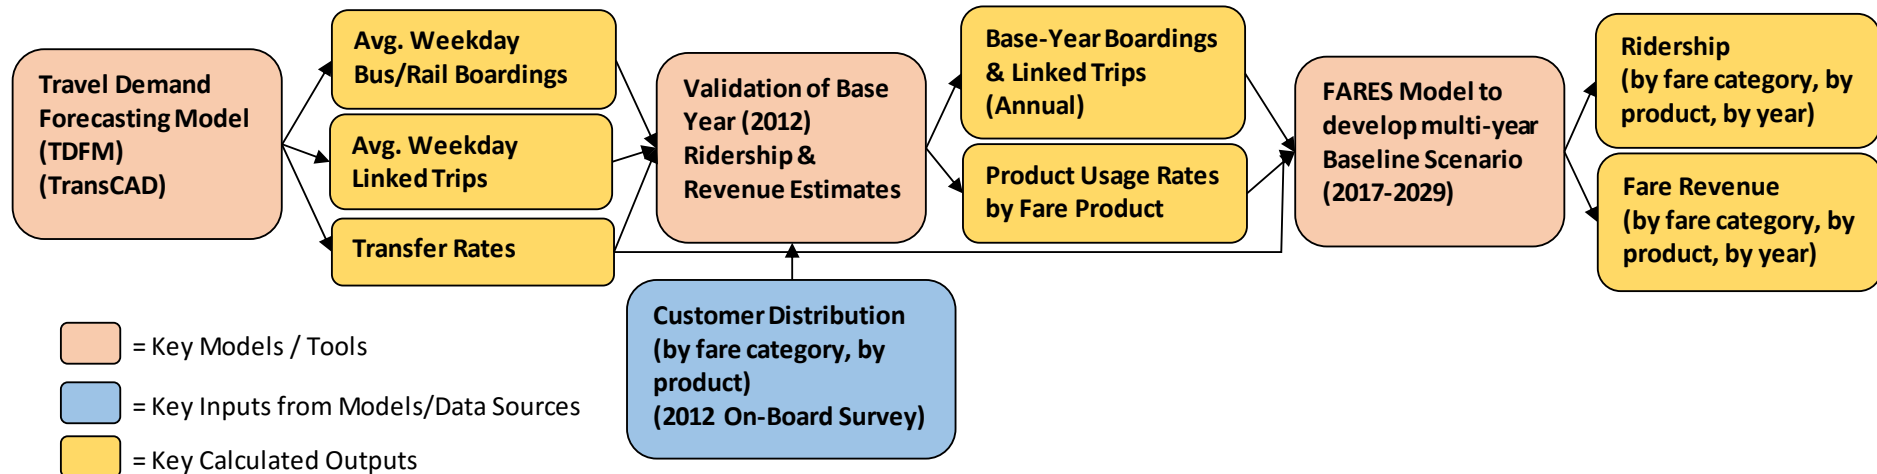 Travel Demand
Forecasting Model
(TDFM)
(TransCAD)
Avg. Weekday
Bus/Rail Boardings
Avg. Weekday
Linked Trips
Transfer Rates
Validation of Base
Year (2012)
Ridership &
Revenue Estimates
Customer Distribution
(by fare category, by
product)
(2012 On-Board Survey)
Base-Year Boardings
& Linked Trips
(Annual)
Product Usage Rates
by Fare Product
FARES Model to
develop multi-year
Baseline Scenario
(2017-2029)
Ridership
(by fare category, by
product, by year)
Fare Revenue
(by fare category, by
product, by year)
= Key Models / Tools
= Key Inputs from Models/Data Sources
= Key Calculated Outputs